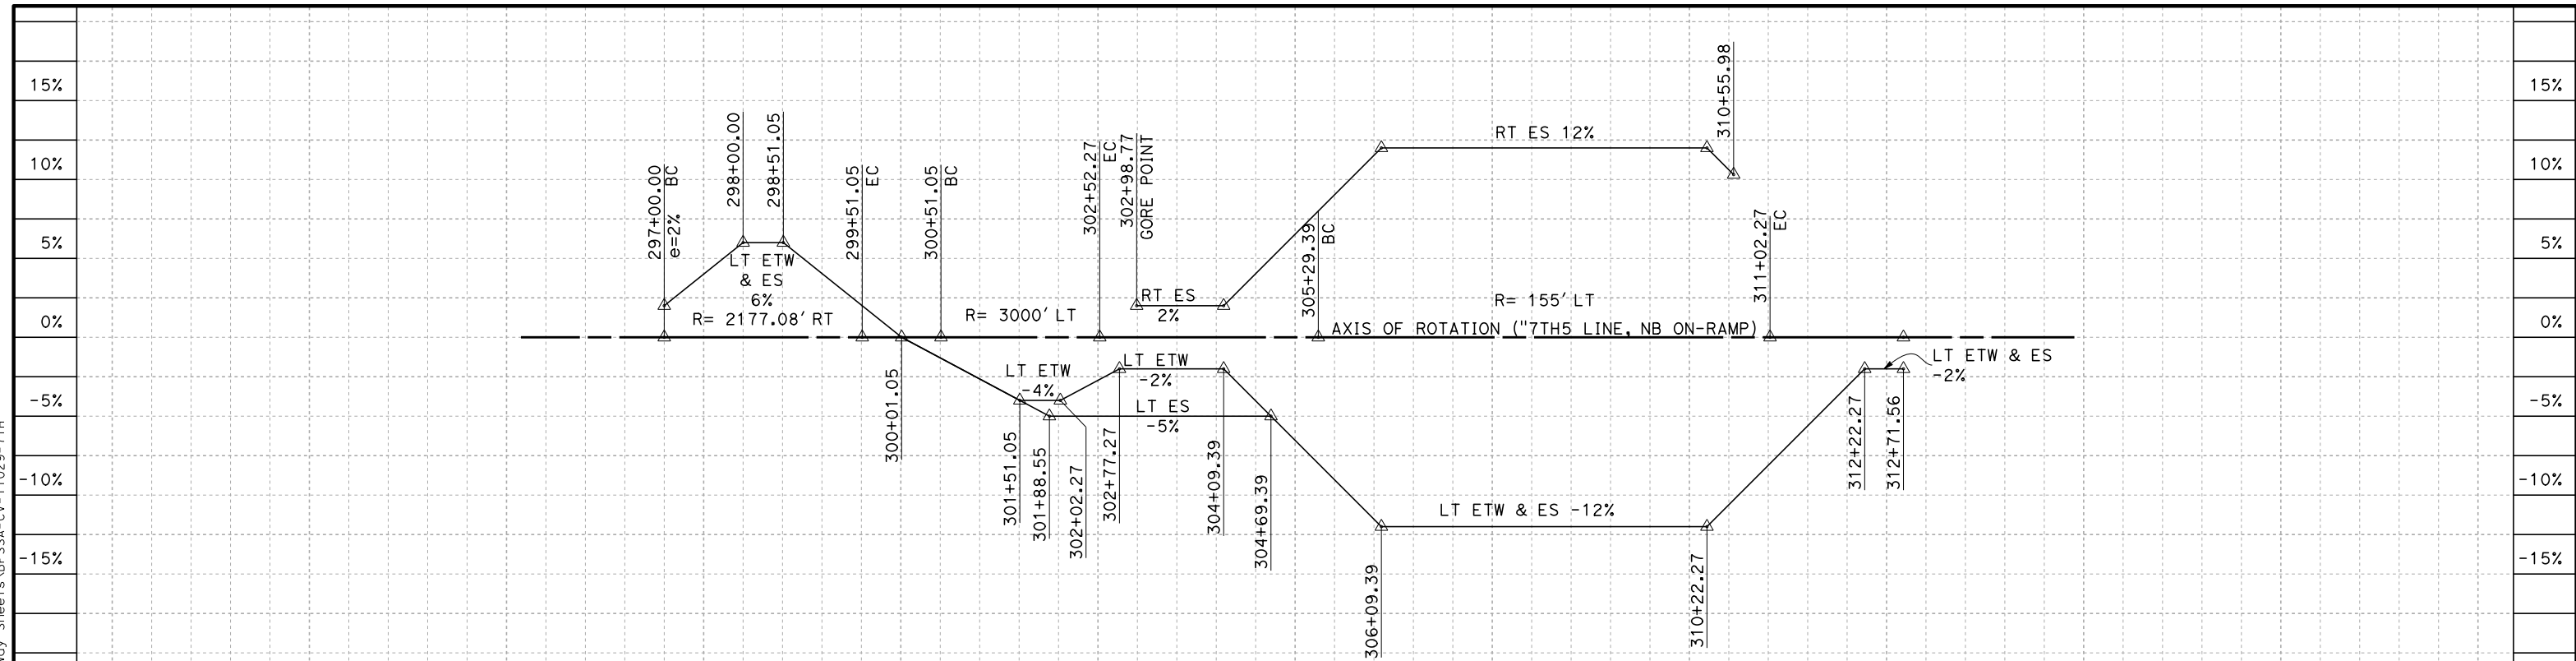 15%
10%
5%
0%
-5%
-10%
-15%
297+00.00 BC
e=2%
298+00.00
298+51.05
LT ETW
& ES
6%
R= 2177.08' RT
299+51.05 EC
300+01.05
300+51.05 BC
R= 3000' LT
LT ETW
-4%
301+51.05
301+88.55
302+02.27
302+52.27 EC
302+77.27
302+98.77
GORE POINT
RT ES
2%
LT ETW
-2%
LT ES
-5%
304+09.39
304+69.39
305+29.39 BC
306+09.39
RT ES 12%
R= 155' LT
AXIS OF ROTATION ("7TH5 LINE, NB ON-RAMP)
LT ETW & ES -12%
310+22.27
310+55.98
311+02.27 EC
312+22.27
312+71.56
LT ETW & ES
-2%
15%
10%
5%
0%
-5%
-10%
-15%